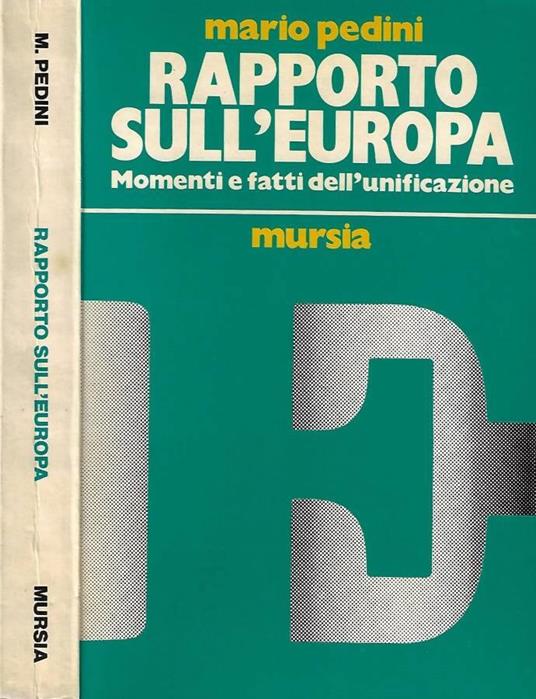 M. PEDINI
RAPPORTO SULL'EUROPA
MURSIA
mario pedini
RAPPORTO
SULL'EUROPA
Momenti e fatti dell'unificazione
mursia
E